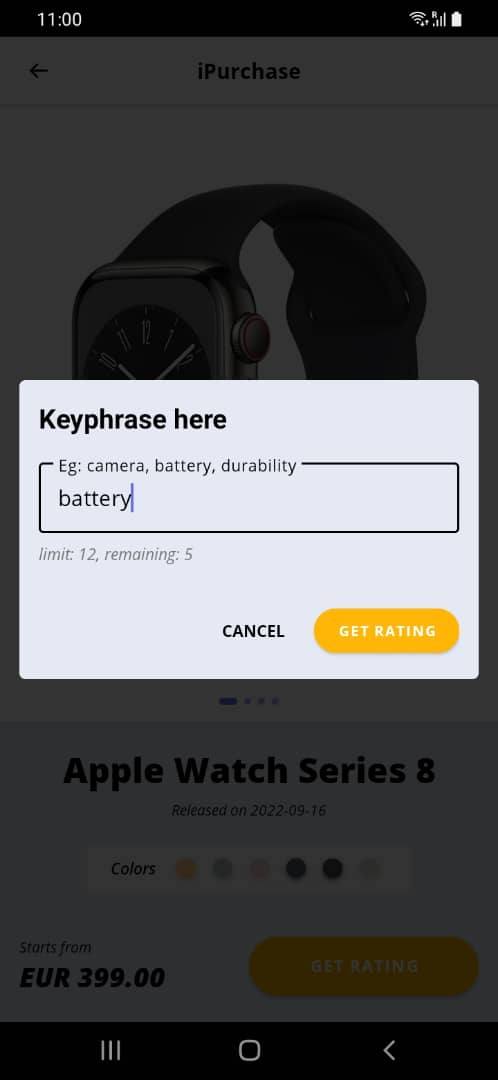 11:00
iPurchase
12
Keyphrase here
Eg: camera, battery, durability
battery
limit: 12, remaining: 5
CANCEL
GET RATING
Apple Watch Series 8
Released on 2022-09-16
Colors
Starts from
EUR 399.00
GET RATING